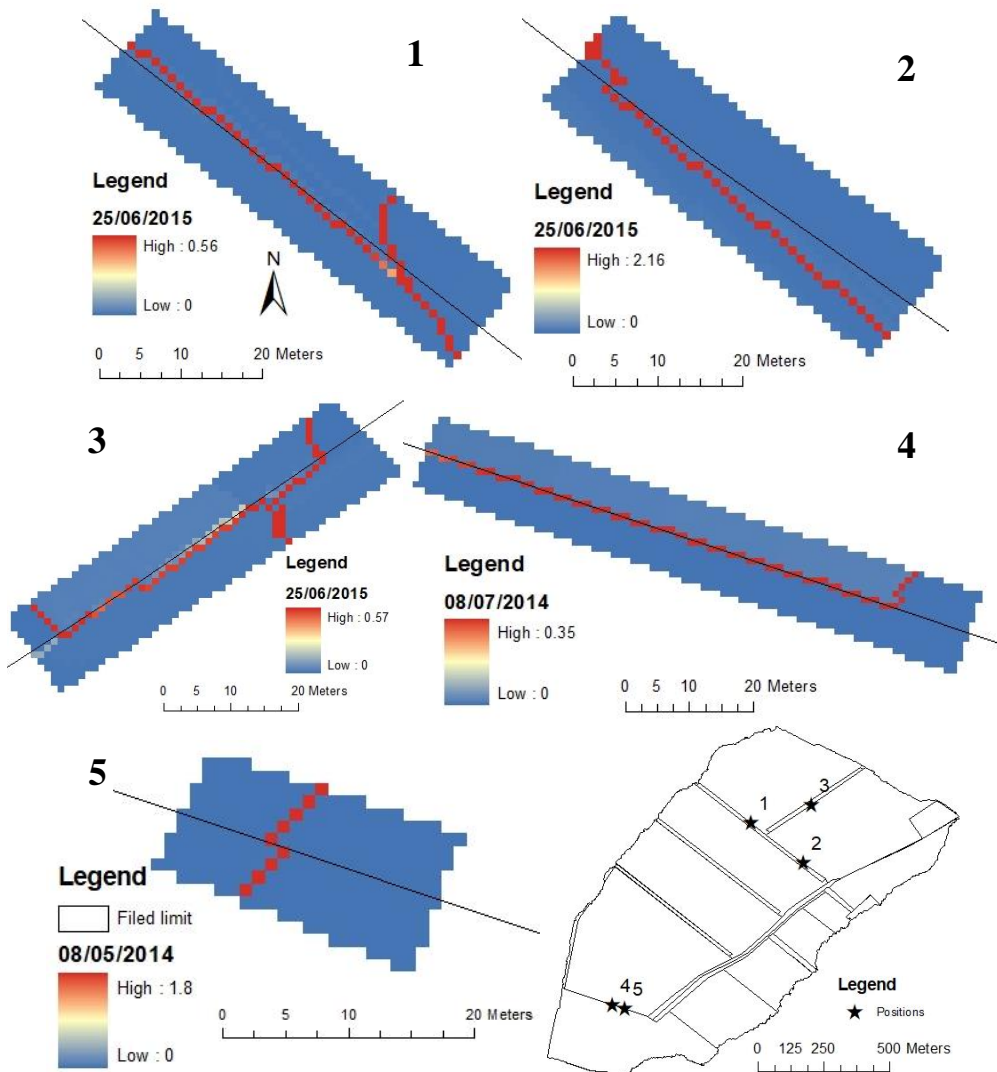 1
Legend
25/06/2015
High : 0.56
Low : 0
N
0 5 10 20 Meters
2
Legend
25/06/2015
High : 2.16
Low : 0
0 5 10 20 Meters
3
Legend
25/06/2015
High : 0.57
Low : 0
0 5 10 20 Meters
4
Legend
08/07/2014
High : 0.35
Low : 0
0 5 10 20 Meters
5
Legend
Filed limit
08/05/2014
High : 1.8
Low : 0
0 5 10 20 Meters
1
3
2
45
Legend
Positions
0 125 250 500 Meters